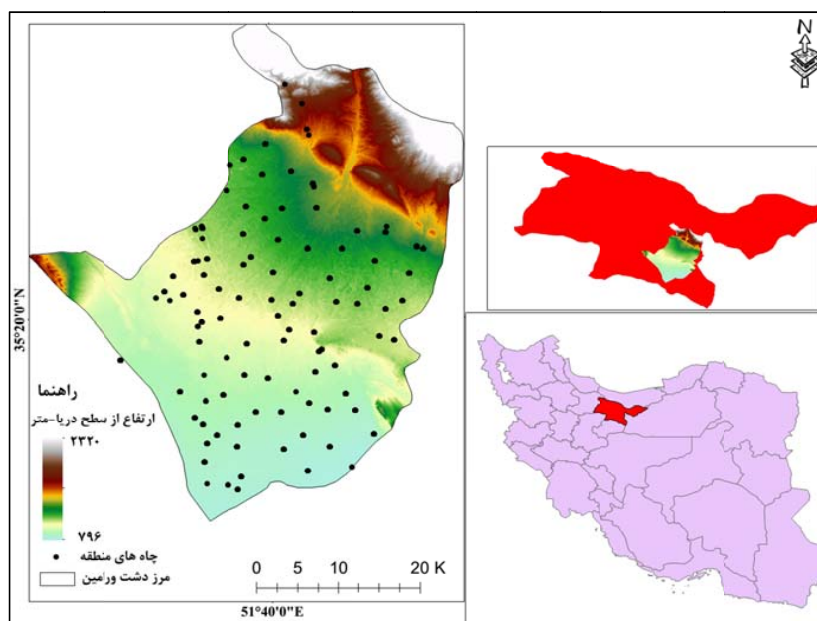 N
35°20'0"N
راهنما
ارتفاع از سطح دریا-متر
۲۳۲۰
۷۹۶
چاه های منطقه
مرز دشت ورامین
0 5 10 20 K
51°40'0"E